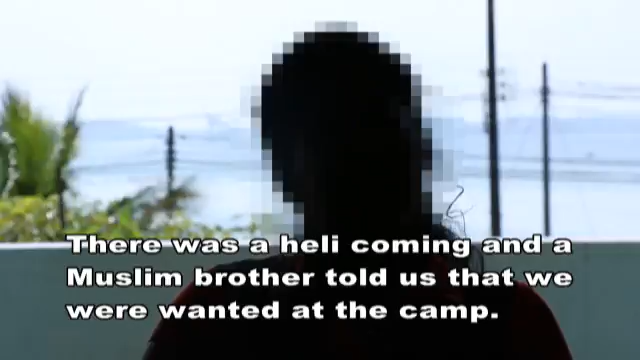 There was a heli coming and a
Muslim brother told us that we
were wanted at the camp.